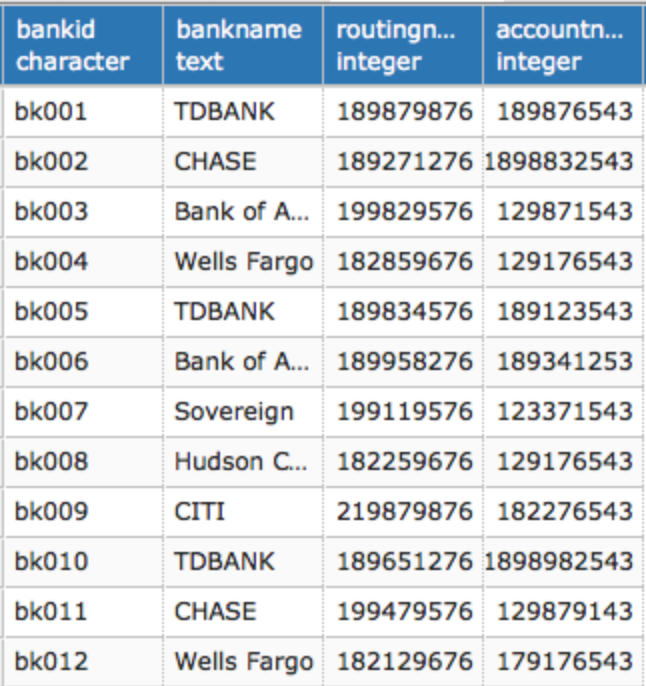 bankid bankname routingn... accountn...
character text integer integer
bk001 TDBANK 189879876 189876543
bk002 CHASE 189271276 1898832543
bk003 Bank of A... 199829576 129871543
bk004 Wells Fargo 182859676 129176543
bk005 TDBANK 189834576 189123543
bk006 Bank of A... 189958276 189341253
bk007 Sovereign 199119576 123371543
bk008 Hudson C... 182259676 129176543
bk009 CITI 219879876 182276543
bk010 TDBANK 189651276 1898982543
bk011 CHASE 199479576 129879143
bk012 Wells Fargo 182129676 179176543